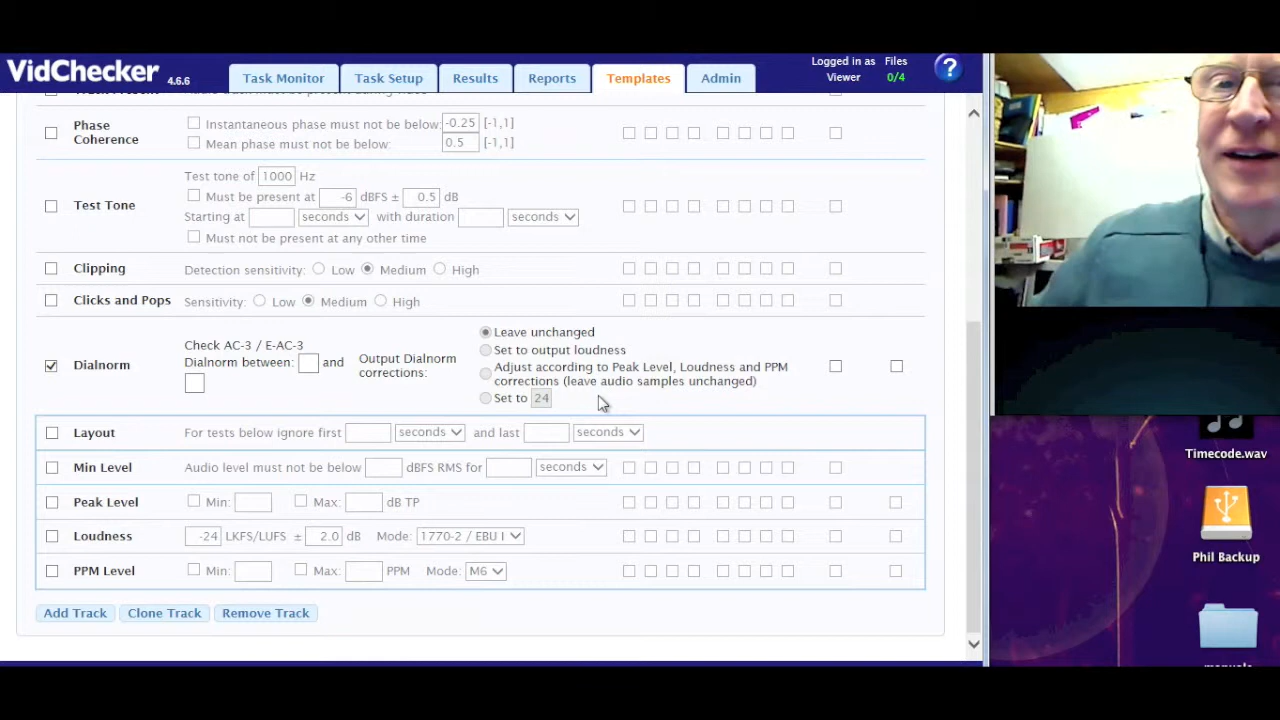 VidChecker 4.6.6
Task Monitor
Task Setup
Results
Reports
Templates
Admin
Logged in as
Viewer
Files
0/4
?
Phase
Coherence
Instantaneous phase must not be below: -0.25 [-1,1]
Mean phase must not be below: 0.5 [-1,1]
Test Tone
Test tone of 1000 Hz
Must be present at -6 dBFS ± 0.5 dB
Starting at seconds with duration seconds
Must not be present at any other time
Clipping Detection sensitivity: Low Medium High
Clicks and Pops Sensitivity: Low Medium High
Dialnorm
Check AC-3 / E-AC-3
Dialnorm between: and
Output Dialnorm
corrections:
Leave unchanged
Set to output loudness
Adjust according to Peak Level, Loudness and PPM
corrections (leave audio samples unchanged)
Set to 24
Layout For tests below ignore first seconds and last seconds
Min Level Audio level must not be below dBFS RMS for seconds
Peak Level Min: Max: dB TP
Loudness -24 LKFS/LUFS ± 2.0 dB Mode: 1770-2 / EBU I
PPM Level Min: Max: PPM Mode: M6
Add Track Clone Track Remove Track
Timecode.wav
Phil Backup